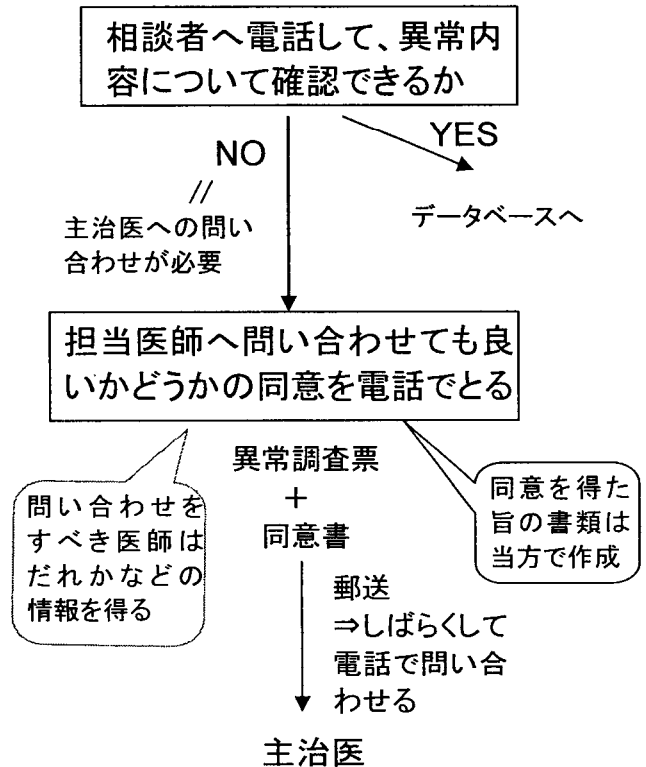 相談者へ電話して、異常内
容について確認できるか
NO
YES
//
主治医への問い
合わせが必要
データベースへ
担当医師へ問い合わせても良
いかどうかの同意を電話でとる
異常調査票
＋
同意書
問い合わせを
すべき医師は
だれかなどの
情報を得る
同意を得た
旨の書類は
当方で作成
郵送
⇒しばらくして
電話で問い合
わせる
主治医